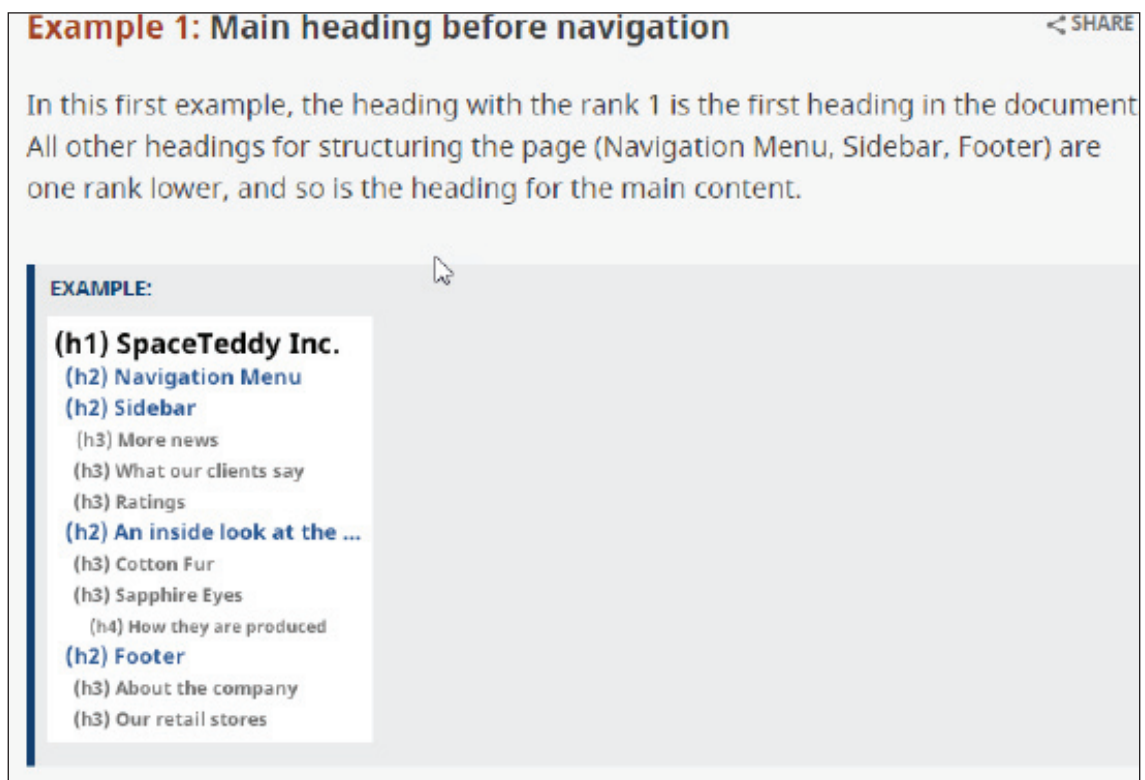 Example 1: Main heading before navigation
SHARE
In this first example, the heading with the rank 1 is the first heading in the document
All other headings for structuring the page (Navigation Menu, Sidebar, Footer) are
one rank lower, and so is the heading for the main content.
EXAMPLE:
(h1) SpaceTeddy Inc.
(h2) Navigation Menu
(h2) Sidebar
(h3) More news
(h3) What our clients say
(h3) Ratings
(h2) An inside look at the ...
(h3) Cotton Fur
(h3) Sapphire Eyes
(h4) How they are produced
(h2) Footer
(h3) About the company
(h3) Our retail stores